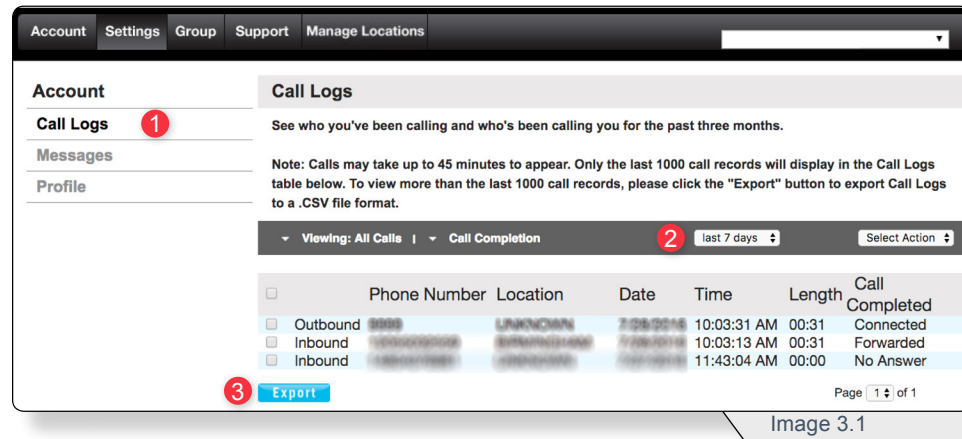 Account Settings Group Support Manage Locations
Account
Call Logs 1
Messages
Profile
Call Logs
See who you've been calling and who's been calling you for the past three months.
Note: Calls may take up to 45 minutes to appear. Only the last 1000 call records will display in the Call Logs
table below. To view more than the last 1000 call records, please click the "Export" button to export Call Logs
to a .CSV file format.
Viewing: All Calls | Call Completion 2 last 7 days Select Action
Phone Number Location Date Time Length Call Completed
Outbound 10:03:31 AM 00:31 Connected
Inbound 10:03:13 AM 00:31 Forwarded
Inbound 11:43:04 AM 00:00 No Answer
3 Export Page 1 of 1
Image 3.1